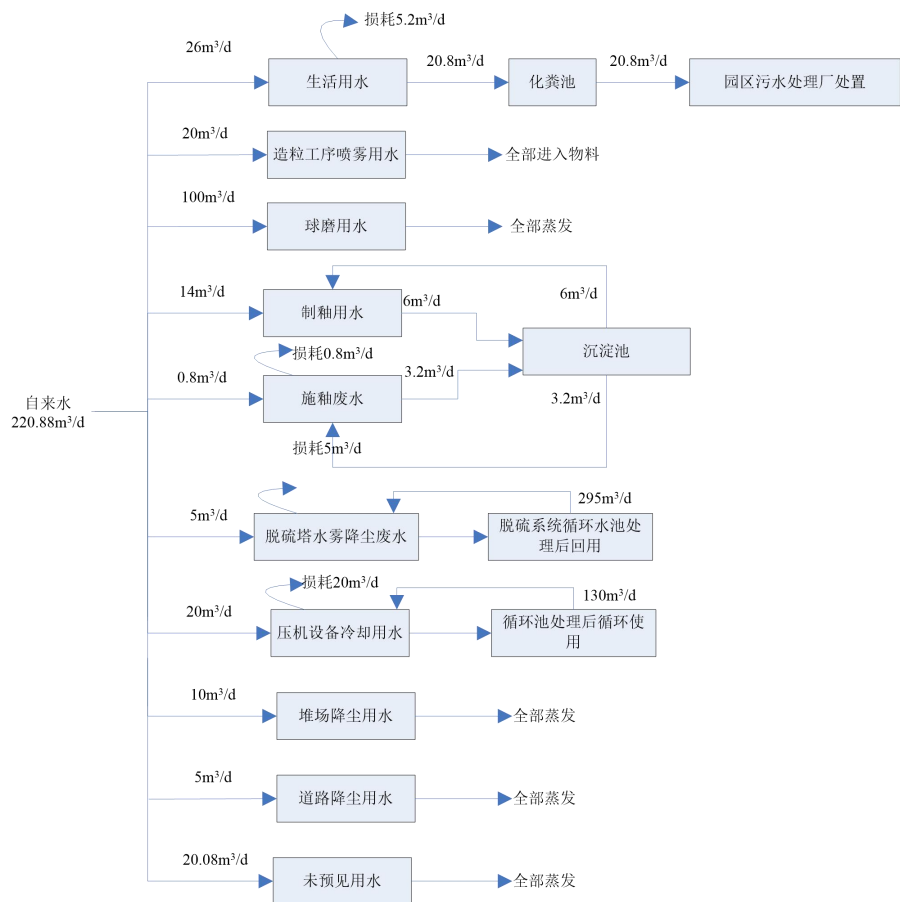 损耗5.2m³/d
26m³/d
20.8m³/d
20.8m³/d
生活用水
化粪池
园区污水处理厂处置
20m³/d
造粒工序喷雾用水
全部进入物料
100m³/d
球磨用水
全部蒸发
14m³/d
制釉用水
6m³/d
6m³/d
沉淀池
损耗0.8m³/d
0.8m³/d
施釉废水
3.2m³/d
3.2m³/d
自来水
220.88m³/d
损耗5m³/d
5m³/d
295m³/d
脱硫塔水雾降尘废水
脱硫系统循环水池处
理后回用
损耗20m³/d
20m³/d
130m³/d
压机设备冷却用水
循环池处理后循环使
用
10m³/d
堆场降尘用水
全部蒸发
5m³/d
道路降尘用水
全部蒸发
20.08m³/d
未预见用水
全部蒸发